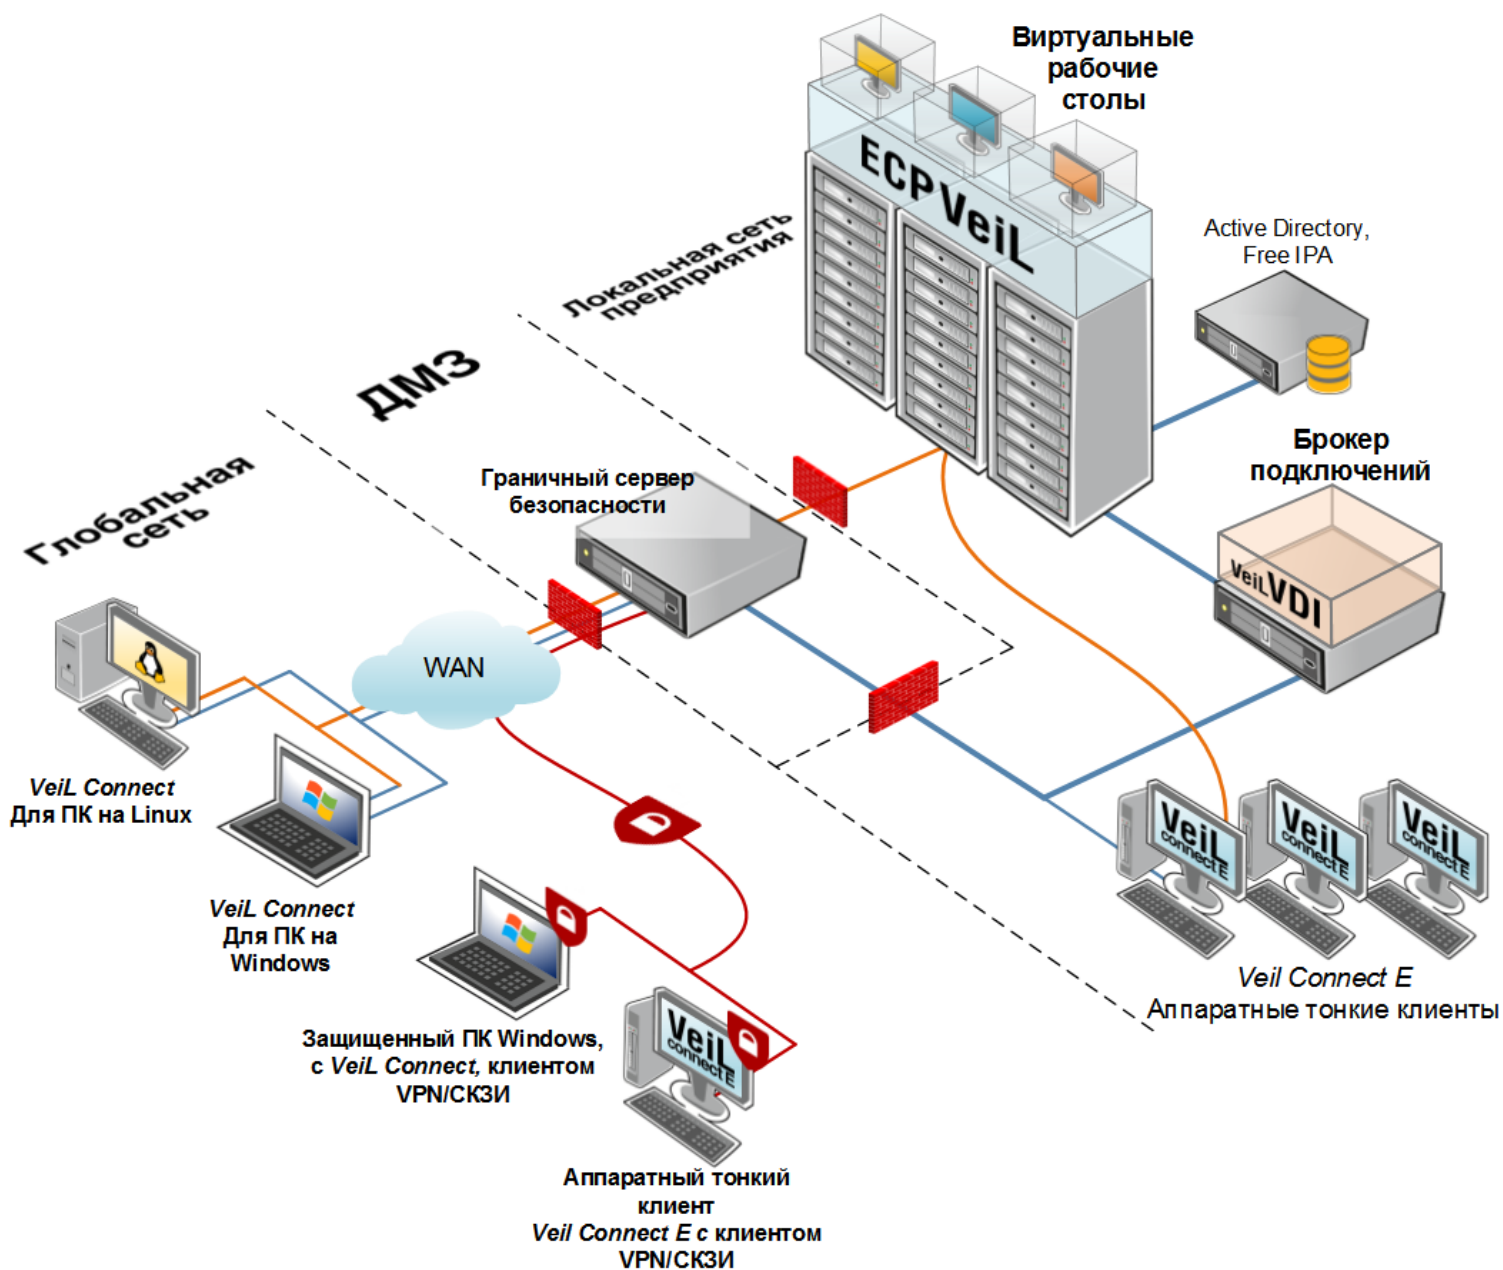 Виртуальные
рабочие
столы
ECP VeiL
Локальная сеть
предприятия
Active Directory,
Free IPA
ДМЗ
Брокер
подключений
Глобальная
сеть
Граничный сервер
безопасности
VeiL VDI
WAN
VeiL Connect
Для ПК на Linux
VeiL
connect E
VeiL
connect E
VeiL
connect E
VeiL Connect
Для ПК на
Windows
Veil Connect E
Аппаратные тонкие клиенты
Защищенный ПК Windows,
с VeiL Connect, клиентом
VPN/СКЗИ
VeiL
connect E
Аппаратный тонкий
клиент
Veil Connect E с клиентом
VPN/СКЗИ